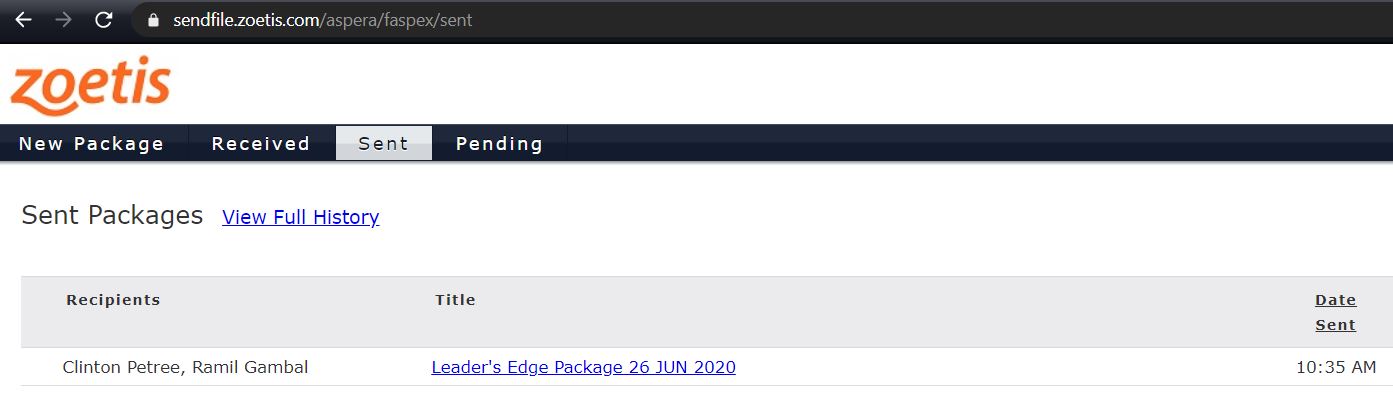 sendfile.zoetis.com/aspera/faspex/sent
zoetis
New Package Received Sent Pending
Sent Packages View Full History
Recipients Title Date
Sent
Clinton Petree, Ramil Gambal Leader's Edge Package 26 JUN 2020 10:35 AM